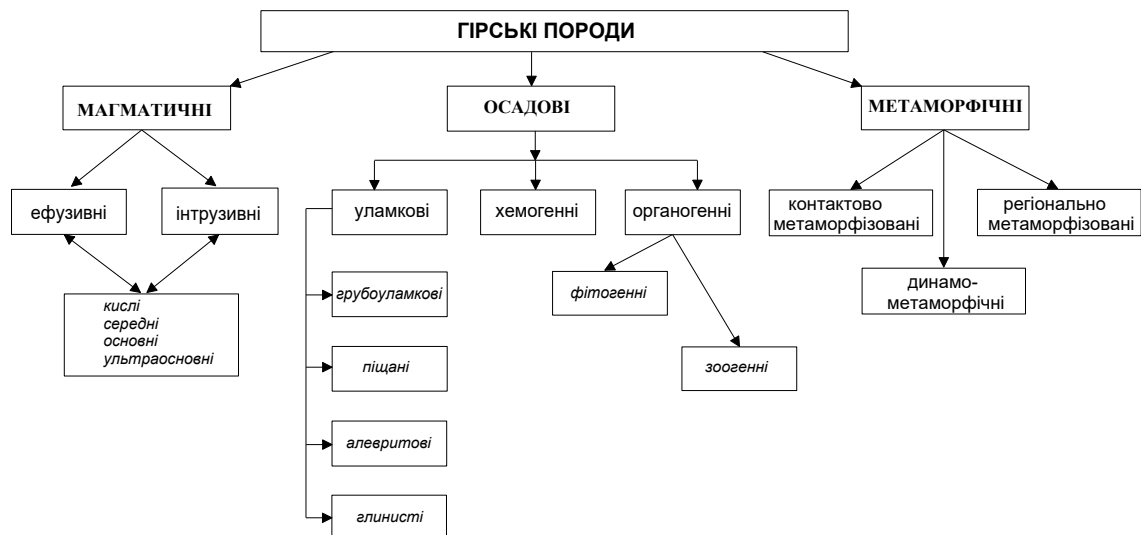 ГІРСЬКІ ПОРОДИ
МАГМАТИЧНІ
ОСАДОВІ
МЕТАМОРФІЧНІ
ефузивні
інтрузивні
уламкові
хемогенні
органогенні
контактово
метаморфізовані
регіонально
метаморфізовані
кислі
середні
основні
ультраосновні
грубоуламкові
фітогенні
динамо-
метаморфічні
піщані
зоогенні
алевритові
глинисті